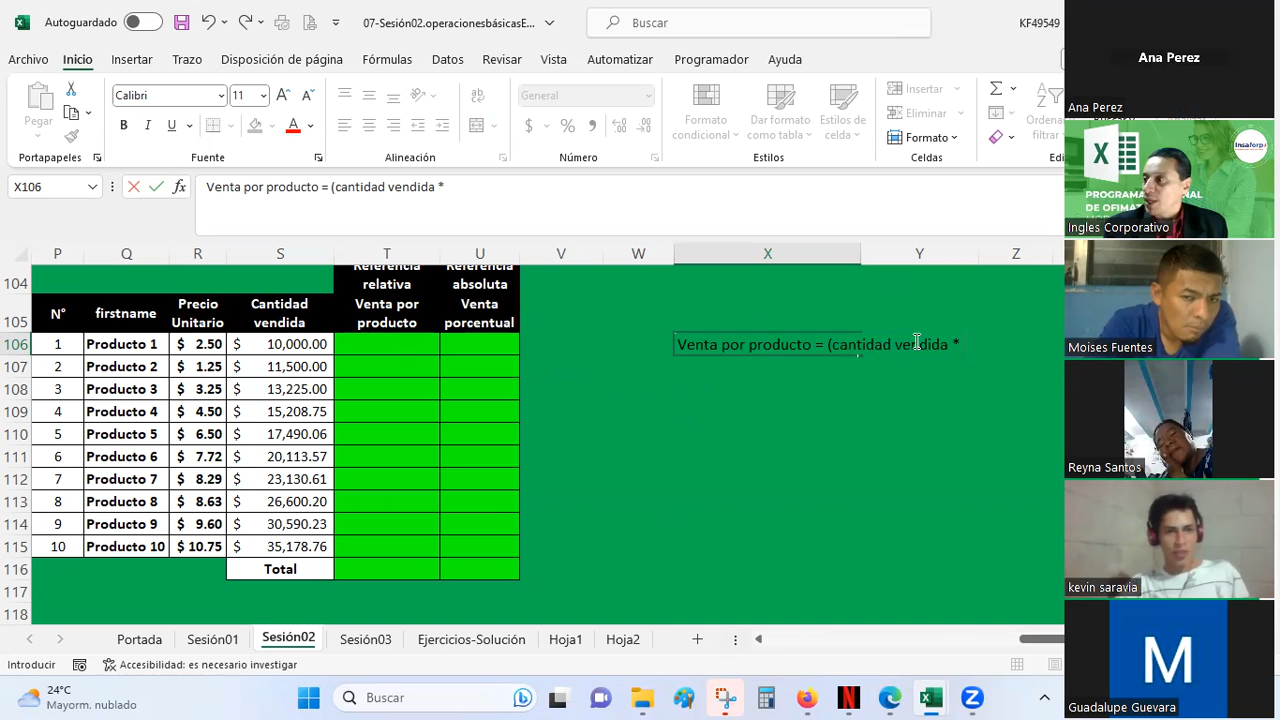 Autoguardado
07-Sesión02.operacionesbásicasE...
Buscar
KF49549
Archivo Inicio Insertar Trazo Disposición de página Fórmulas Datos Revisar Vista Automatizar Programador Ayuda
Pegar
Portapapeles
Calibri 11
N K S
Fuente
ab
Alineación
General
$ % 000
Número
Formato condicional
Dar formato como tabla
Estilos de celda
Estilos
Insertar
Eliminar
Formato
Celdas
Ordena
filtrar
Edi
X106
fx
Venta por producto = (cantidad vendida *
P Q R S T U V W X Y Z
104 Referencia relativa Referencia absoluta
105 N° firstname Precio Unitario Cantidad vendida Venta por producto Venta porcentual
106 1 Producto 1 $ 2.50 $ 10,000.00 Venta por producto = (cantidad vendida *
107 2 Producto 2 $ 1.25 $ 11,500.00
108 3 Producto 3 $ 3.25 $ 13,225.00
109 4 Producto 4 $ 4.50 $ 15,208.75
110 5 Producto 5 $ 6.50 $ 17,490.06
111 6 Producto 6 $ 7.72 $ 20,113.57
112 7 Producto 7 $ 8.29 $ 23,130.61
113 8 Producto 8 $ 8.63 $ 26,600.20
114 9 Producto 9 $ 9.60 $ 30,590.23
115 10 Producto 10 $ 10.75 $ 35,178.76
116 Total
117
118
Portada Sesión01 Sesión02 Sesión03 Ejercicios-Solución Hoja1 Hoja2
Introducir
Accesibilidad: es necesario investigar
24°C
Mayorm. nublado
Buscar
Ana Perez
Ana Perez
Insaforp
PROGRAMA
DE OFIMAT
Ingles Corporativo
Moises Fuentes
Reyna Santos
kevin saravia
M
Guadalupe Guevara